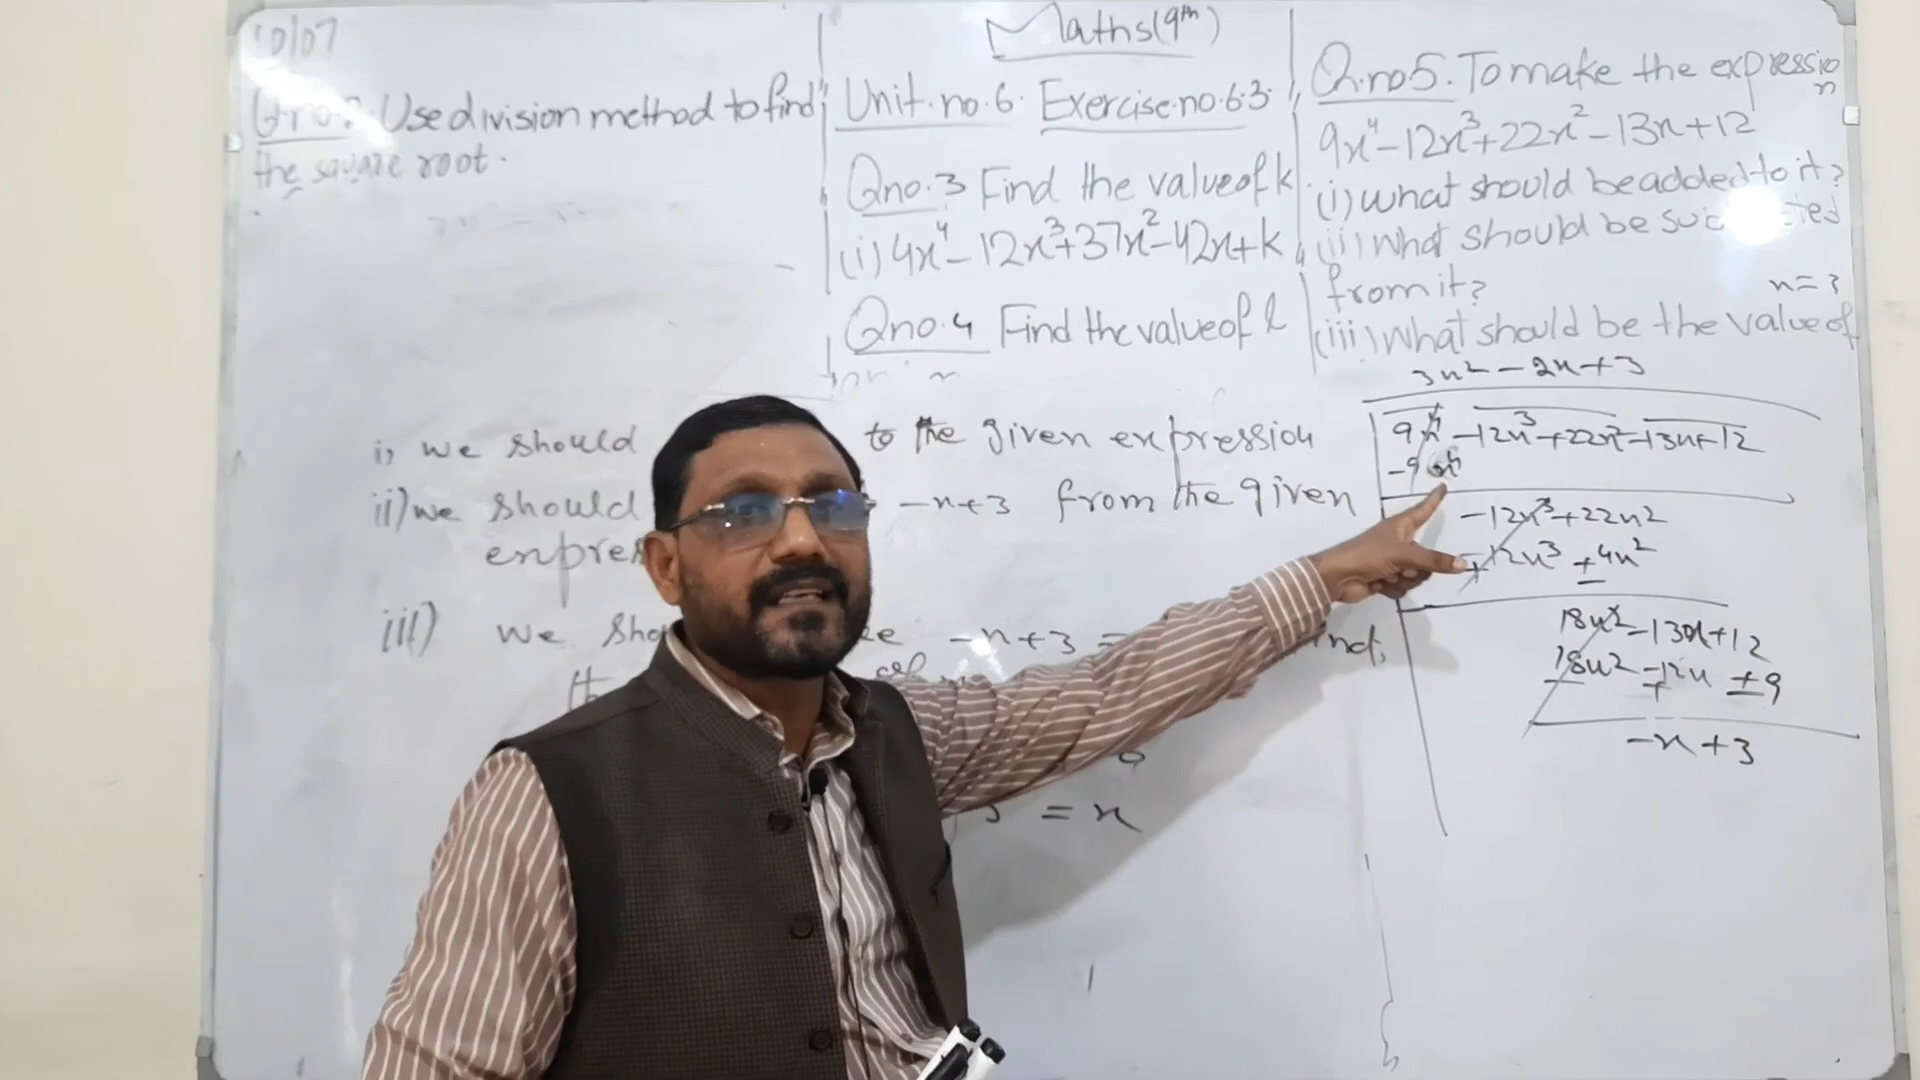 10/07
Qno.2. Use division method to find
the square root.
Maths(9th)
Unit.no.6. Exercise.no.6.3.
Qno.3 Find the value of k
(i) 4x⁴-12x³+37x²-42x+k
Qno.4 Find the value of l
Q.no5. To make the expression
9x⁴-12x³+22x²-13x+12
(i) What should be added to it?
(ii) What should be
from it?
x=3
(iii) What should be the value of
i, we should to the given expression
ii) we should -x+3 from the given
iii) we -x+3 =
= x
3x²-2x+3
9x⁴-12x³+22x²-13x+12
-9x⁴
-12x³+22x²
+12x³ +4x²
18x²-13x+12
18x²-12x+9
-x+3